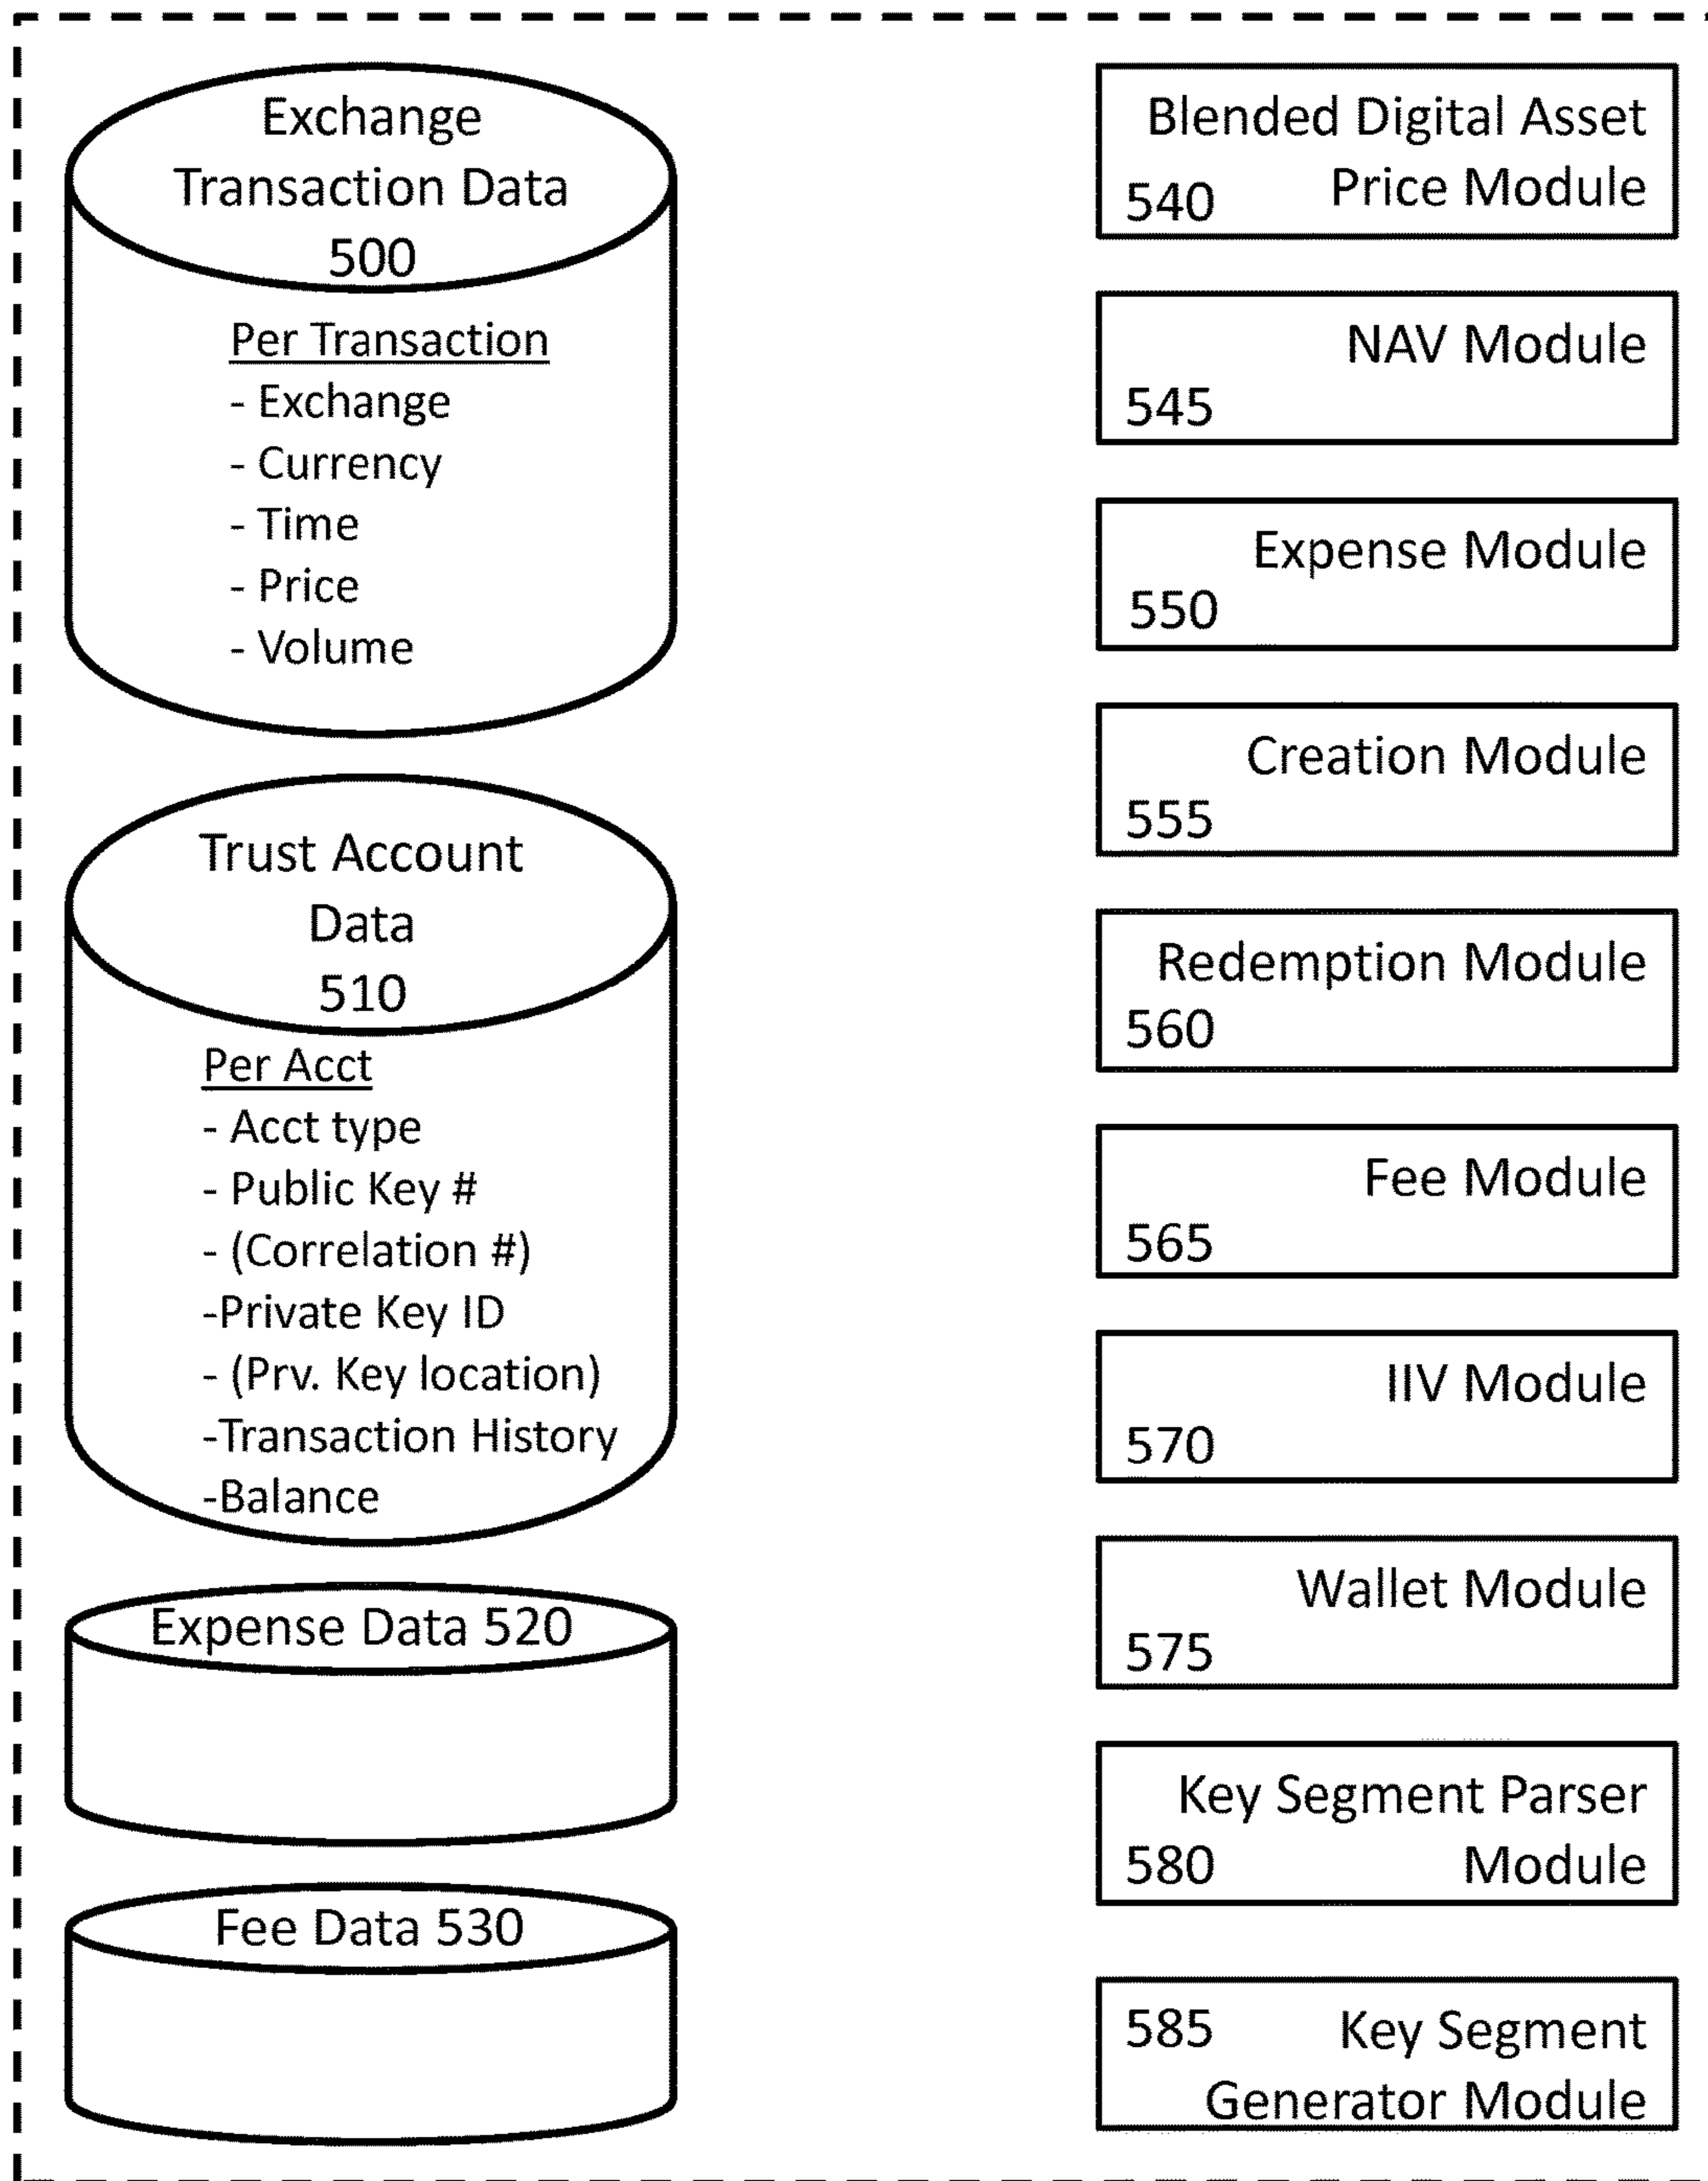 Exchange
Transaction Data
500
Per Transaction
- Exchange
- Currency
- Time
- Price
- Volume
Trust Account
Data
510
Per Acct
- Acct type
- Public Key #
- (Correlation #)
-Private Key ID
- (Prv. Key location)
-Transaction History
-Balance
Expense Data 520
Fee Data 530
Blended Digital Asset
540 Price Module
NAV Module
545
Expense Module
550
Creation Module
555
Redemption Module
560
Fee Module
565
IIV Module
570
Wallet Module
575
Key Segment Parser
580 Module
585 Key Segment
Generator Module